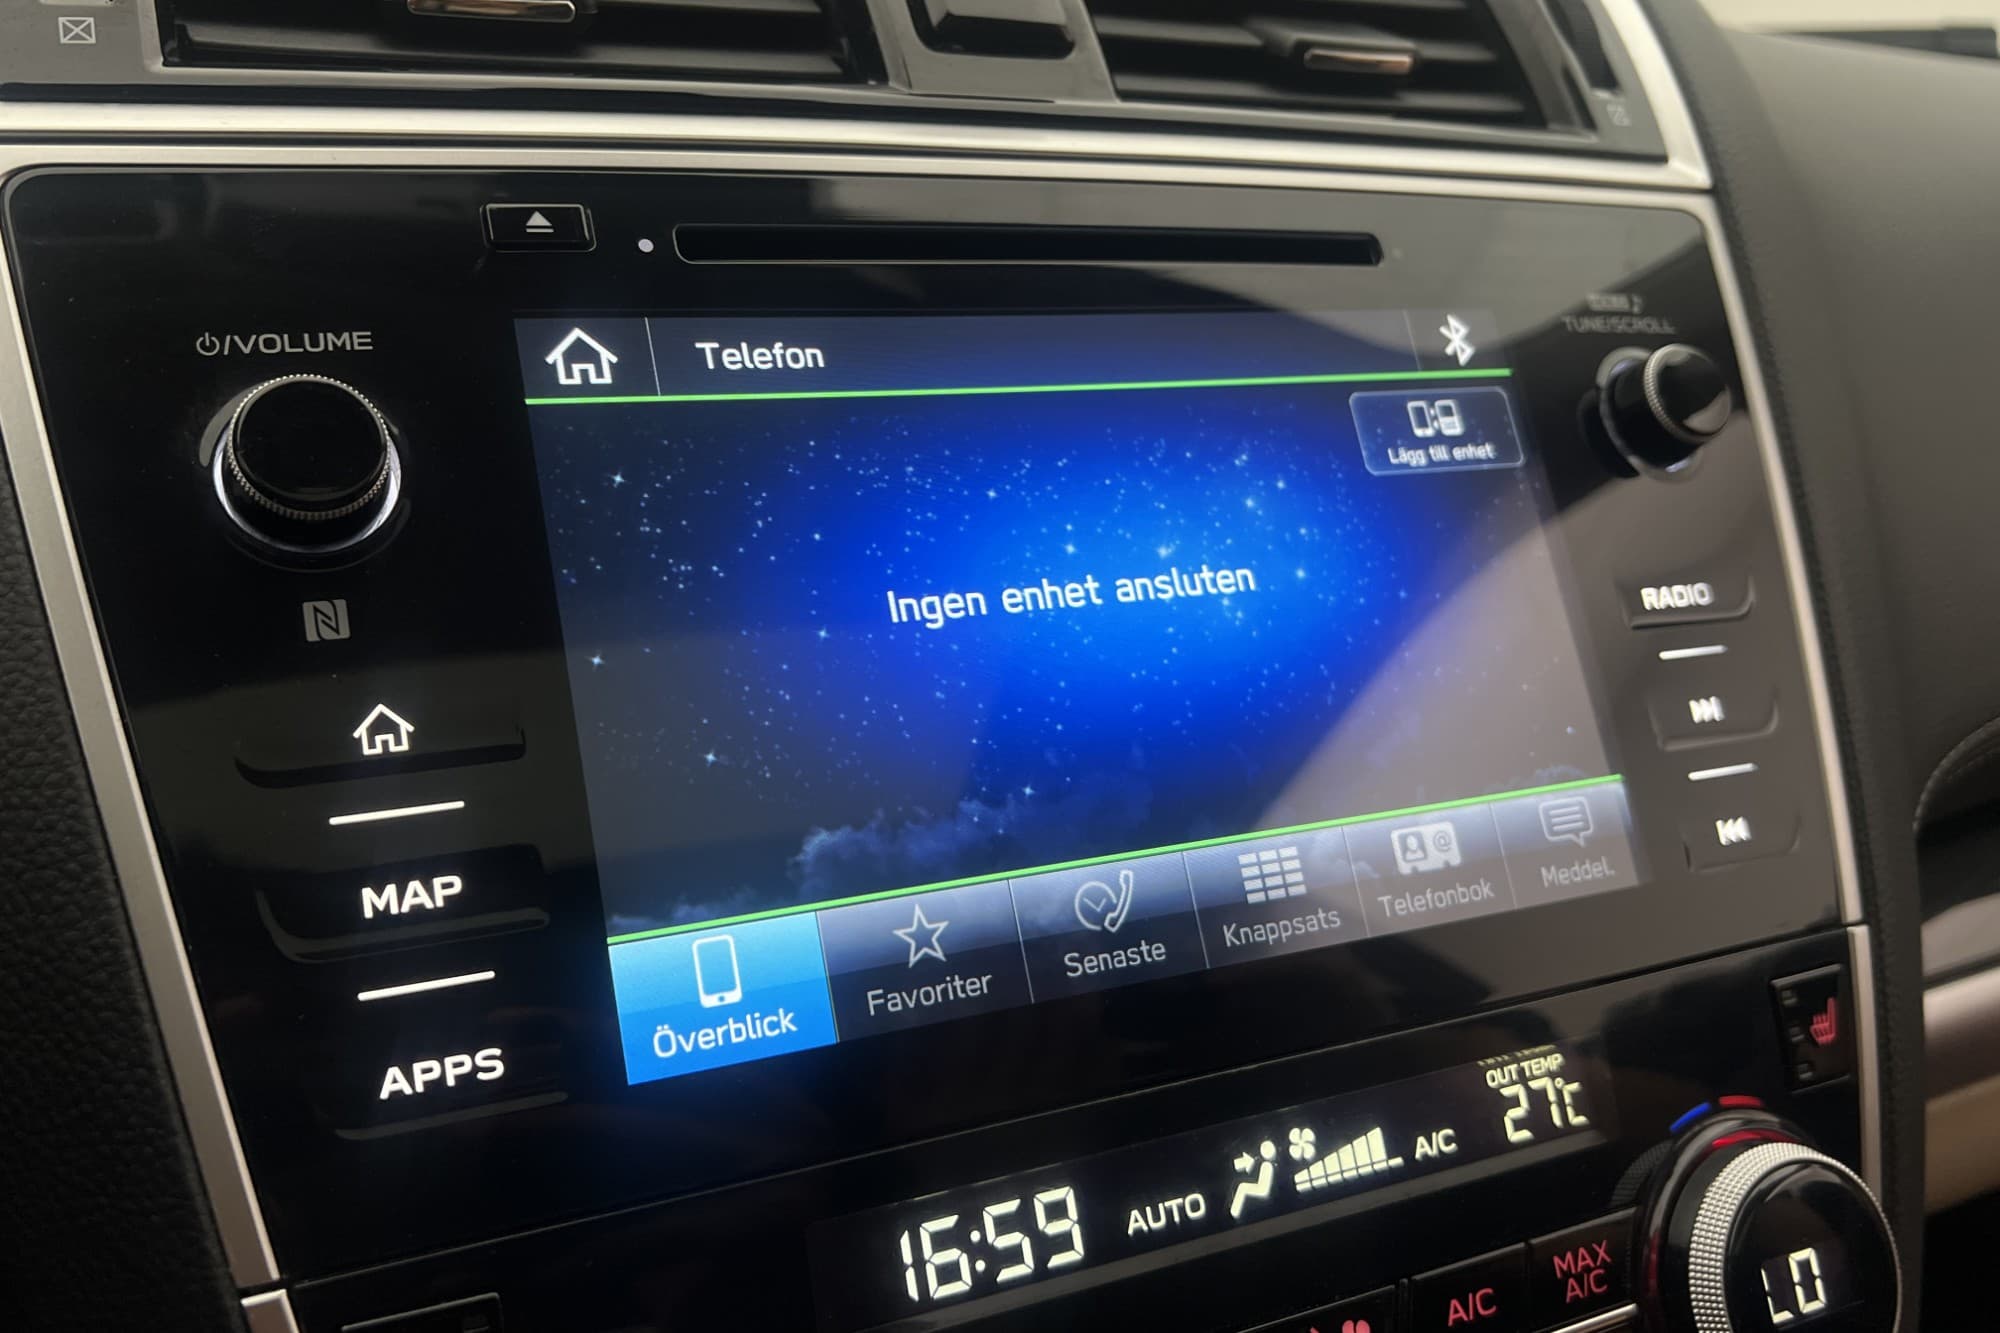 /VOLUME
TUNE/SCROLL
Telefon
Lägg till enhet
Ingen enhet ansluten
RADIO
MAP
APPS
Överblick
Favoriter
Senaste
Knappsats
Telefonbok
Meddel.
OUT TEMP
27°C
16:59
AUTO
A/C
A/C
MAX
A/C
LO